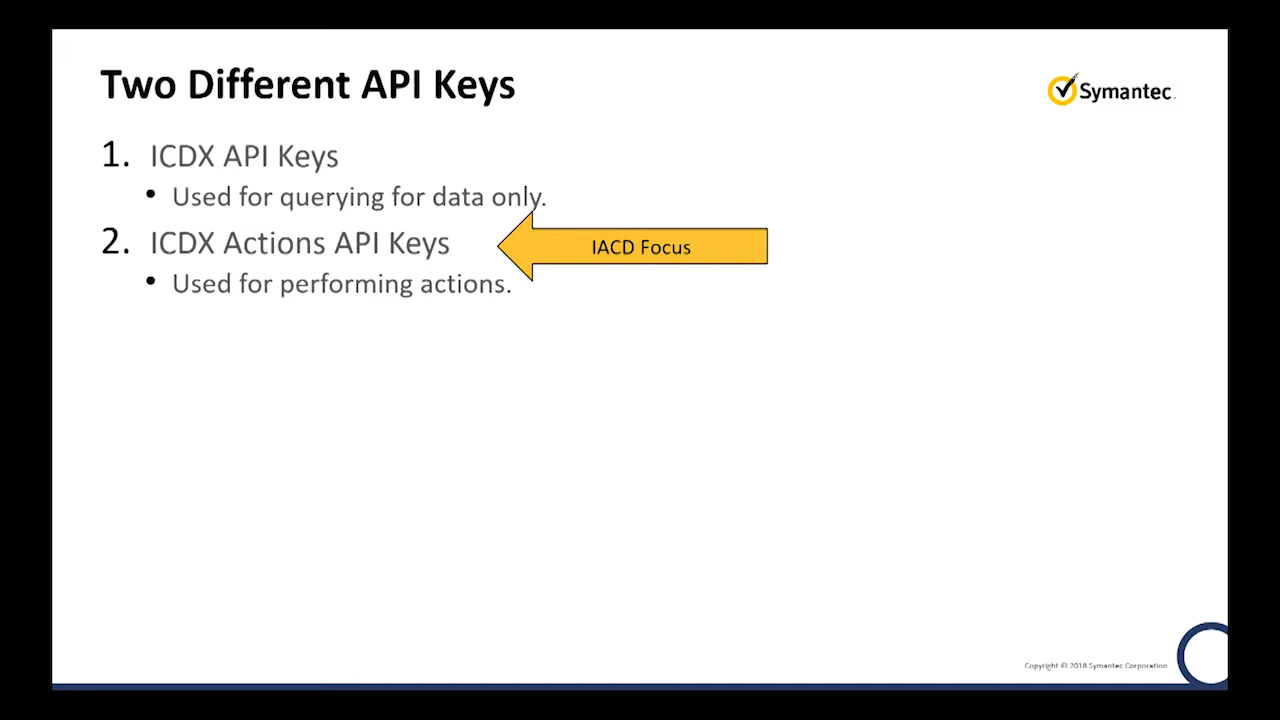 Two Different API Keys
Symantec
1. ICDX API Keys
• Used for querying for data only.
2. ICDX Actions API Keys
IACD Focus
• Used for performing actions.
Copyright © 2018 Symantec Corporation